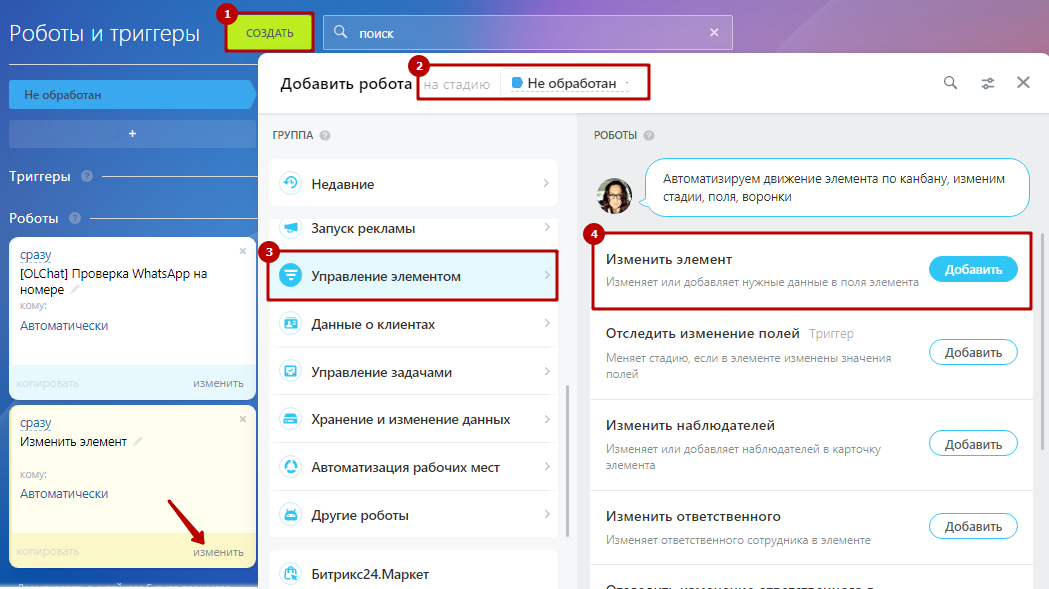 Роботы и триггеры
1
СОЗДАТЬ
поиск
Не обработан
+
Триггеры ?
Роботы ?
сразу
[OLChat] Проверка WhatsApp на
номере
кому:
Автоматически
копировать
изменить
сразу
Изменить элемент
кому:
Автоматически
копировать
изменить
Добавить робота
2
на стадию
Не обработан
ГРУППА ?
Недавние
Запуск рекламы
3
Управление элементом
Данные о клиентах
Управление задачами
Хранение и изменение данных
Автоматизация рабочих мест
Другие роботы
Битрикс24.Маркет
РОБОТЫ ?
Автоматизируем движение элемента по канбану, изменим
стадии, поля, воронки
4
Изменить элемент
Изменяет или добавляет нужные данные в поля элемента
Добавить
Отследить изменение полей Триггер
Меняет стадию, если в элементе изменены значения
полей
Добавить
Изменить наблюдателей
Изменяет или добавляет наблюдателей в карточку
элемента
Добавить
Изменить ответственного
Изменяет ответственного сотрудника в элементе
Добавить